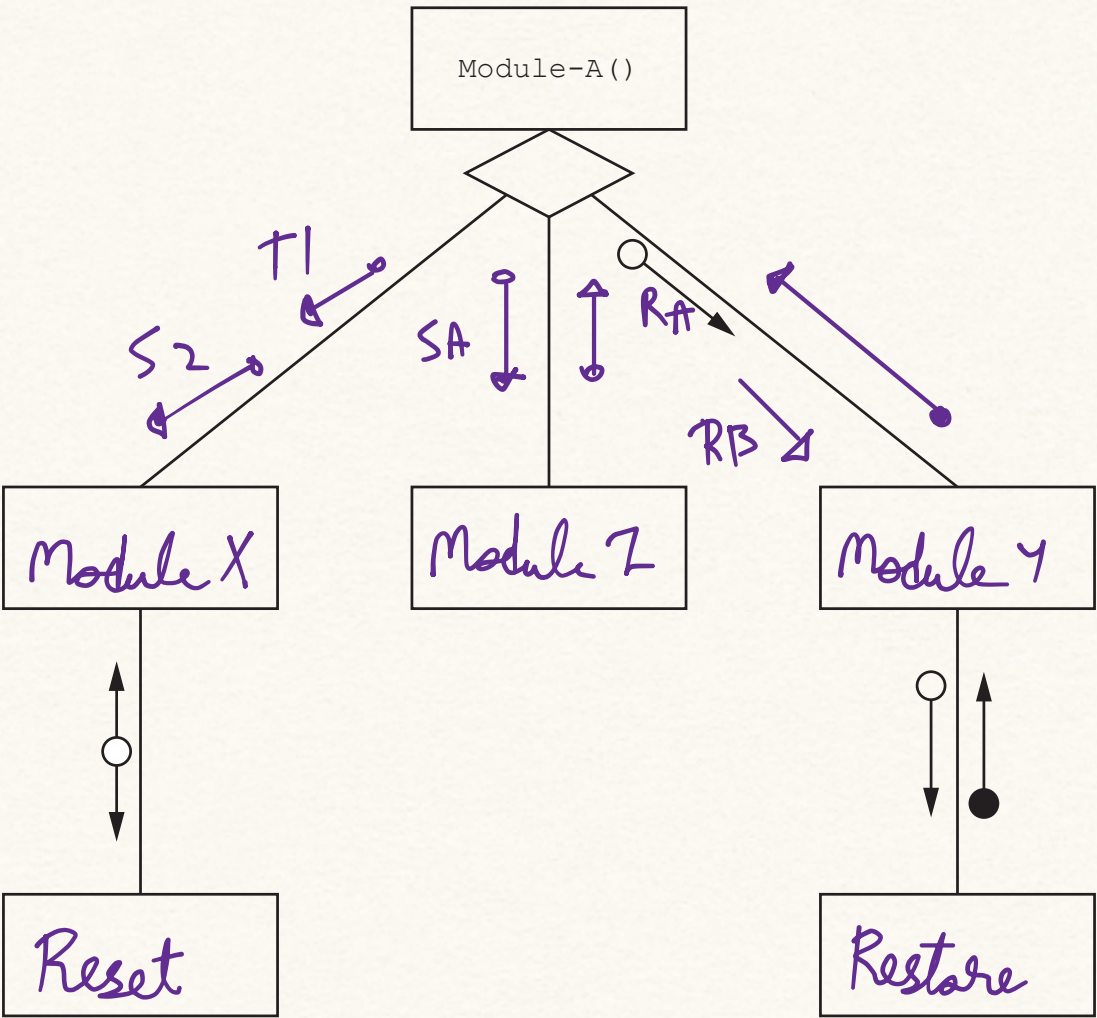 Module-A()
T1
S2
SA
RA
RB
Module X
Module Z
Module Y
Reset
Restore